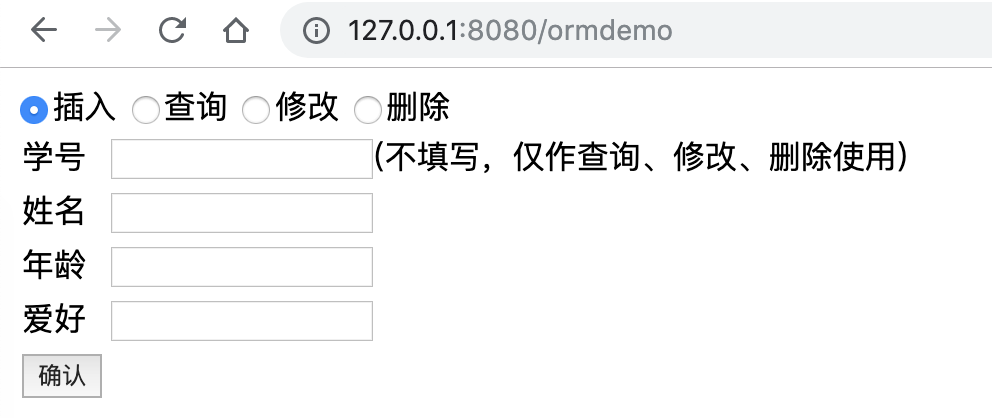 127.0.0.1:8080/ormdemo
插入 查询 修改 删除
学号 (不填写，仅作查询、修改、删除使用)
姓名
年龄
爱好
确认